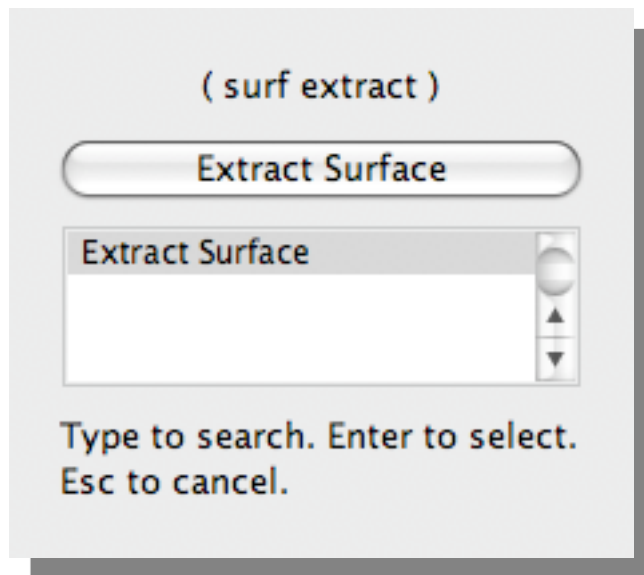 ( surf extract )
Extract Surface
Extract Surface
Type to search. Enter to select.
Esc to cancel.